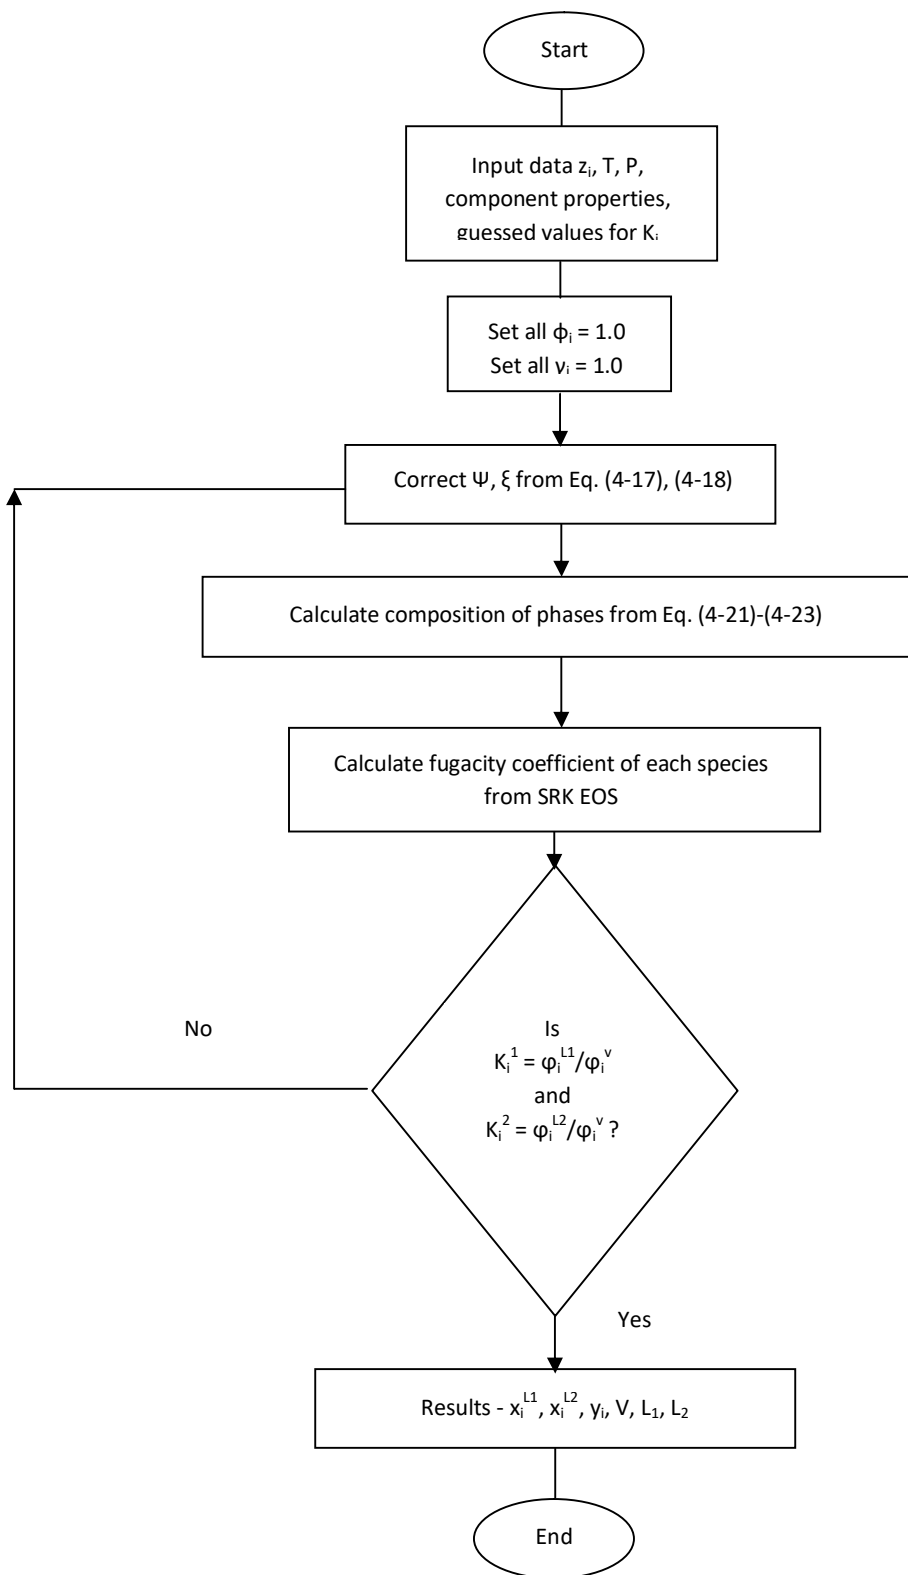 Start
Input data zᵢ, T, P,
component properties,
guessed values for Kᵢ
Set all ϕᵢ = 1.0
Set all γᵢ = 1.0
Correct Ψ, ξ from Eq. (4-17), (4-18)
Calculate composition of phases from Eq. (4-21)-(4-23)
Calculate fugacity coefficient of each species
from SRK EOS
No
Is
Kᵢ¹ = φᵢᴸ¹/φᵢᵛ
and
Kᵢ² = φᵢᴸ²/φᵢᵛ ?
Yes
Results - xᵢᴸ¹, xᵢᴸ², yᵢ, V, L₁, L₂
End